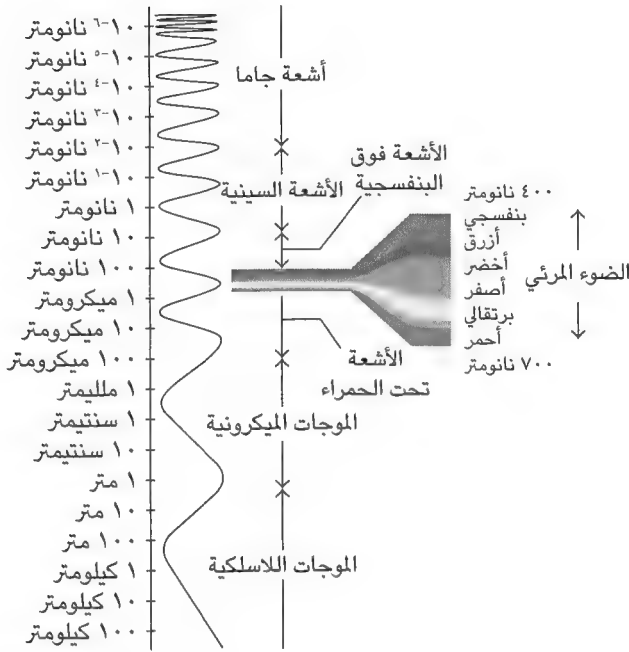 ١٠⁻٦ نانومتر
١٠⁻٥ نانومتر
١٠⁻٤ نانومتر
١٠⁻٣ نانومتر
١٠⁻٢ نانومتر
١٠⁻١ نانومتر
١ نانومتر
١٠ نانومتر
١٠٠ نانومتر
١ ميكرومتر
١٠ ميكرومتر
١٠٠ ميكرومتر
١ ملليمتر
١ سنتيمتر
١٠ سنتيمتر
١ متر
١٠ متر
١٠٠ متر
١ كيلومتر
١٠ كيلومتر
١٠٠ كيلومتر
أشعة جاما
الأشعة فوق
البنفسجية
الأشعة السينية
الأشعة
تحت الحمراء
الموجات الميكرونية
الموجات اللاسلكية
٤٠٠ نانومتر
بنفسجي
أزرق
أخضر
أصفر
برتقالي
أحمر
٧٠٠ نانومتر
الضوء المرئي